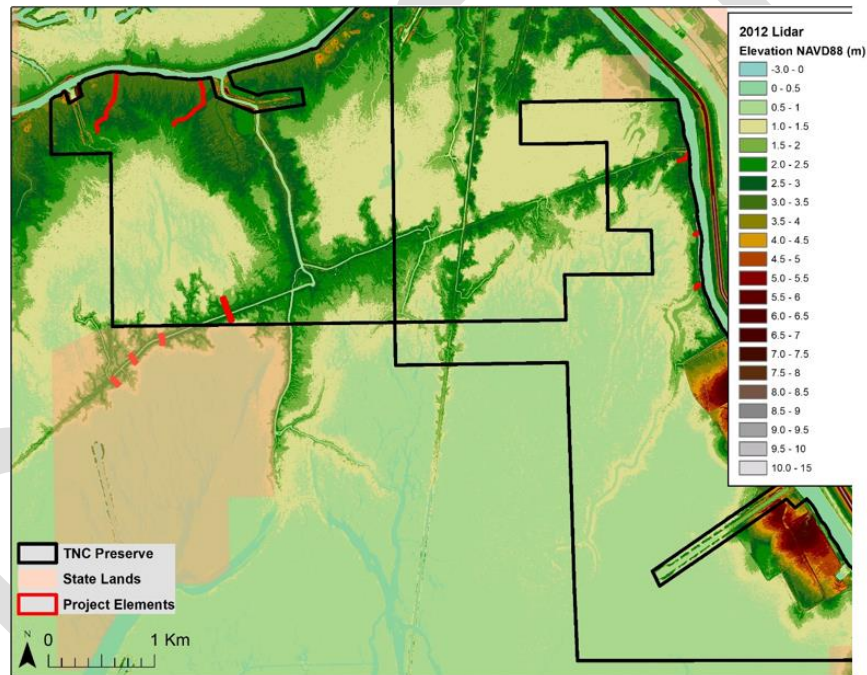 2012 Lidar
Elevation NAVD88 (m)
-3.0 - 0
0 - 0.5
0.5 - 1
1.0 - 1.5
1.5 - 2
2.0 - 2.5
2.5 - 3
3.0 - 3.5
3.5 - 4
4.0 - 4.5
4.5 - 5
5.0 - 5.5
5.5 - 6
6.0 - 6.5
6.5 - 7
7.0 - 7.5
7.5 - 8
8.0 - 8.5
8.5 - 9
9.0 - 9.5
9.5 - 10
10.0 - 15
TNC Preserve
State Lands
Project Elements
N 0 1 Km